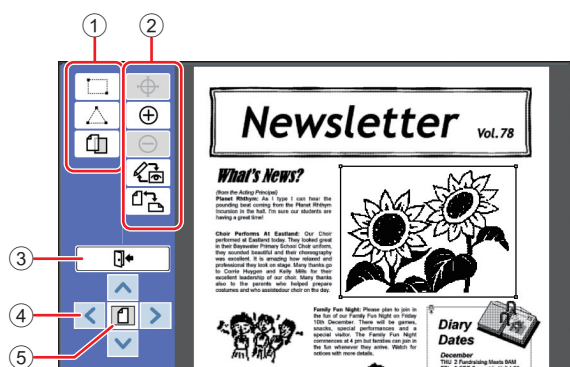 1
2
3
4
5
Newsletter Vol.78
What's News?
(from the Acting Principal)
Planet Rhthym: As I type I can hear the
pounding beat coming from the Planet Rhthym
Incursion in the hall. I'm sure our students are
having a great time!
Choir Performs At Eastland: Our Choir
performed at Eastland today. They looked great
in their Bayswater Primary School Choir uniform,
they sounded beautiful and their choreography
was excellent. It is amazing how relaxed and
professional they look on stage. Many thanks go
to Corrie Huygen and Kelly Mills for their
excellent leadership of our choir. Many thanks
also to the parents who helped prepare
costumes and who assistedour choir on the day.
Family Fun Night: Please plan to join in
the fun of our Family Fun Night on Friday
10th December. There will be games,
snacks, special performances and a
special visitor. The Family Fun Night
commences at 4 pm but families can join in
the fun whenever they arrive. Watch for
notices with more details.
Diary
Dates
December
THU 2 Fundraising Meets 9AM